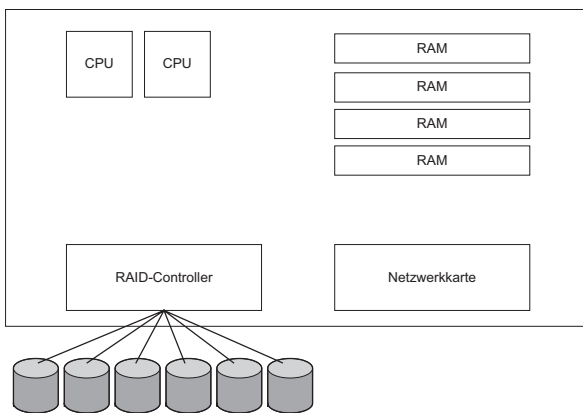 CPU
CPU
RAM
RAM
RAM
RAM
RAID-Controller
Netzwerkkarte